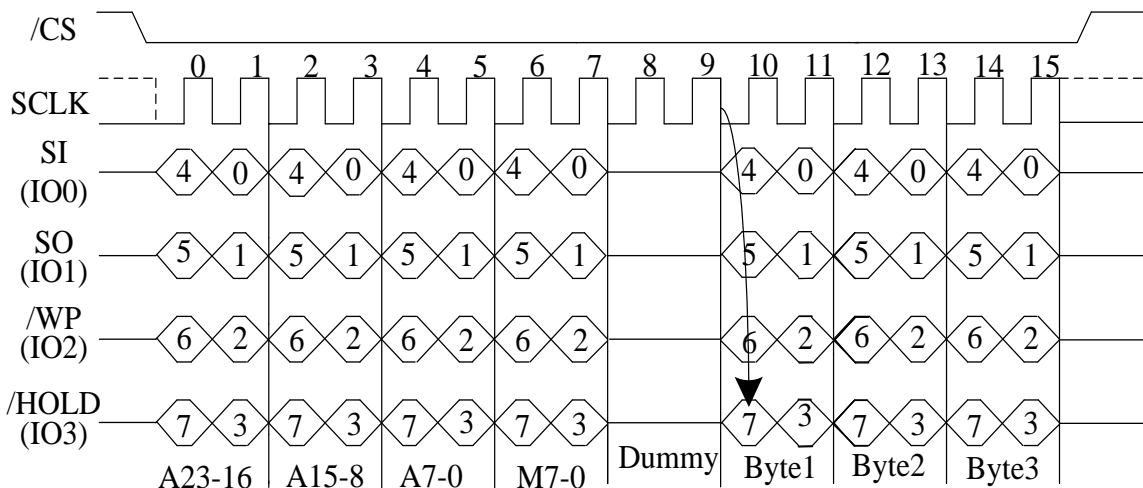 /CS
0 1 2 3 4 5 6 7 8 9 10 11 12 13 14 15
SCLK
SI
(IO0)
4 0 4 0 4 0 4 0 4 0 4 0 4 0
SO
(IO1)
5 1 5 1 5 1 5 1 5 1 5 1 5 1
/WP
(IO2)
6 2 6 2 6 2 6 2 6 2 6 2 6 2
/HOLD
(IO3)
7 3 7 3 7 3 7 3 7 3 7 3 7 3
A23-16 A15-8 A7-0 M7-0 Dummy Byte1 Byte2 Byte3